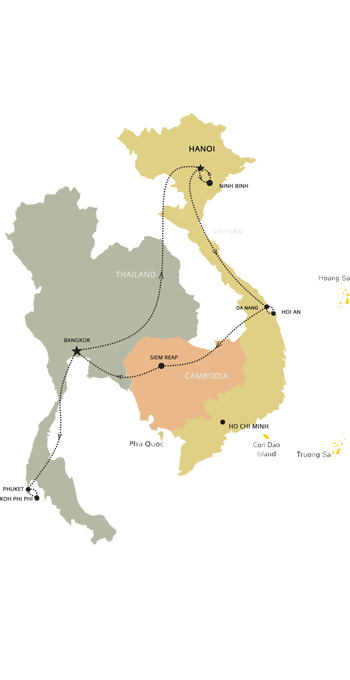 HANOI
NINH BINH
VIETNAM
THAILAND
Hoang Sa
DA NANG
HOI AN
BANGKOK
SIEM REAP
CAMBODIA
HO CHI MINH
Phu Quoc
Con Dao
Island
Truong Sa
PHUKET
KOH PHI PHI